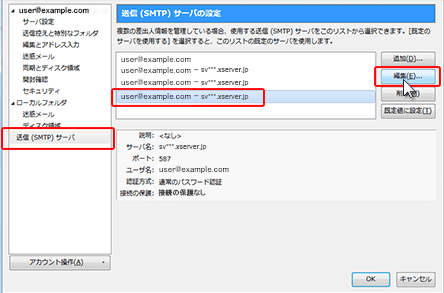 user@example.com
サーバ設定
送信控えと特別なフォルダ
編集とアドレス入力
迷惑メール
同期とディスク領域
開封確認
セキュリティ
ローカルフォルダ
迷惑メール
ディスク領域
送信 (SMTP) サーバ
アカウント操作(A)
送信 (SMTP) サーバの設定
複数の差出人情報を管理している場合、使用する送信 (SMTP) サーバをこのリストから選択できます。[既定の
サーバを使用する] を選択すると、このリストの既定のサーバを使用します。
user@example.com
user@example.com – sv***.xserver.jp
user@example.com – sv***.xserver.jp
user@example.com – sv***.xserver.jp
追加(D)...
編集(E)...
既定値に設定(T)
説明: <なし>
サーバ名: sv***.xserver.jp
ポート: 587
ユーザ名: user@example.com
認証方式: 通常のパスワード認証
接続の保護: 接続の保護なし
OK
キャンセル